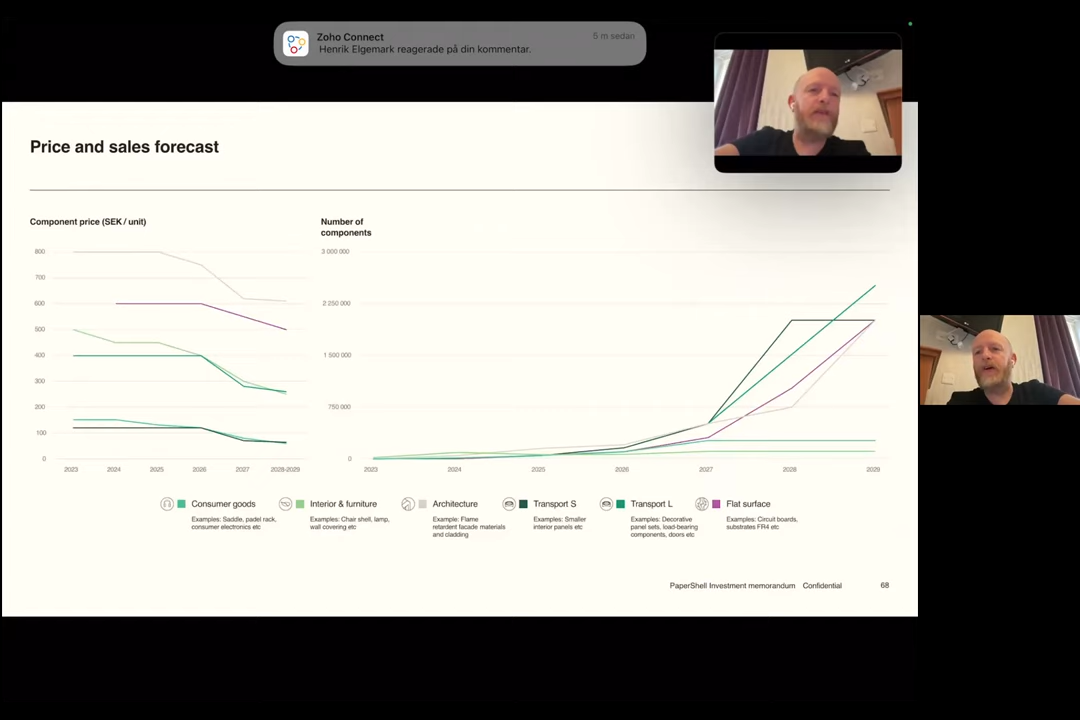 Zoho Connect
5 m sedan
Henrik Elgemark reagerade på din kommentar.
Price and sales forecast
Component price (SEK / unit)
800
700
600
500
400
300
200
100
0
2023 2024 2025 2026 2027 2028-2029
Number of
components
3 000 000
2 250 000
1 500 000
750 000
0
2023 2024 2025 2026 2027 2028 2029
Consumer goods
Examples: Saddle, padel rack,
consumer electronics etc
Interior & furniture
Examples: Chair shell, lamp,
wall covering etc
Architecture
Example: Flame
retardent facade materials
and cladding
Transport S
Examples: Smaller
interior panels etc
Transport L
Examples: Decorative
panel sets, load-bearing
components, doors etc
Flat surface
Examples: Circuit boards,
substrates FR4 etc
PaperShell Investment memorandum Confidential 68